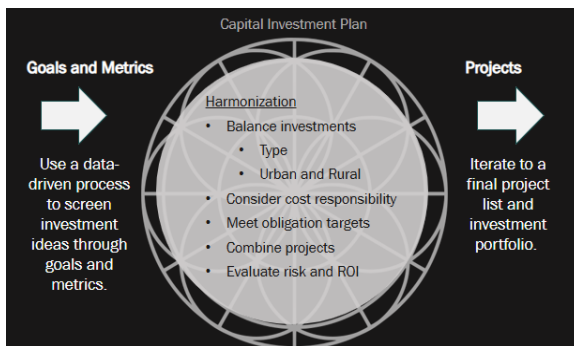 Capital Investment Plan
Goals and Metrics
Use a data-
driven process
to screen
investment
ideas through
goals and
metrics.
Harmonization
• Balance investments
• Type
• Urban and Rural
• Consider cost responsibility
• Meet obligation targets
• Combine projects
• Evaluate risk and ROI
Projects
Iterate to a
final project
list and
investment
portfolio.